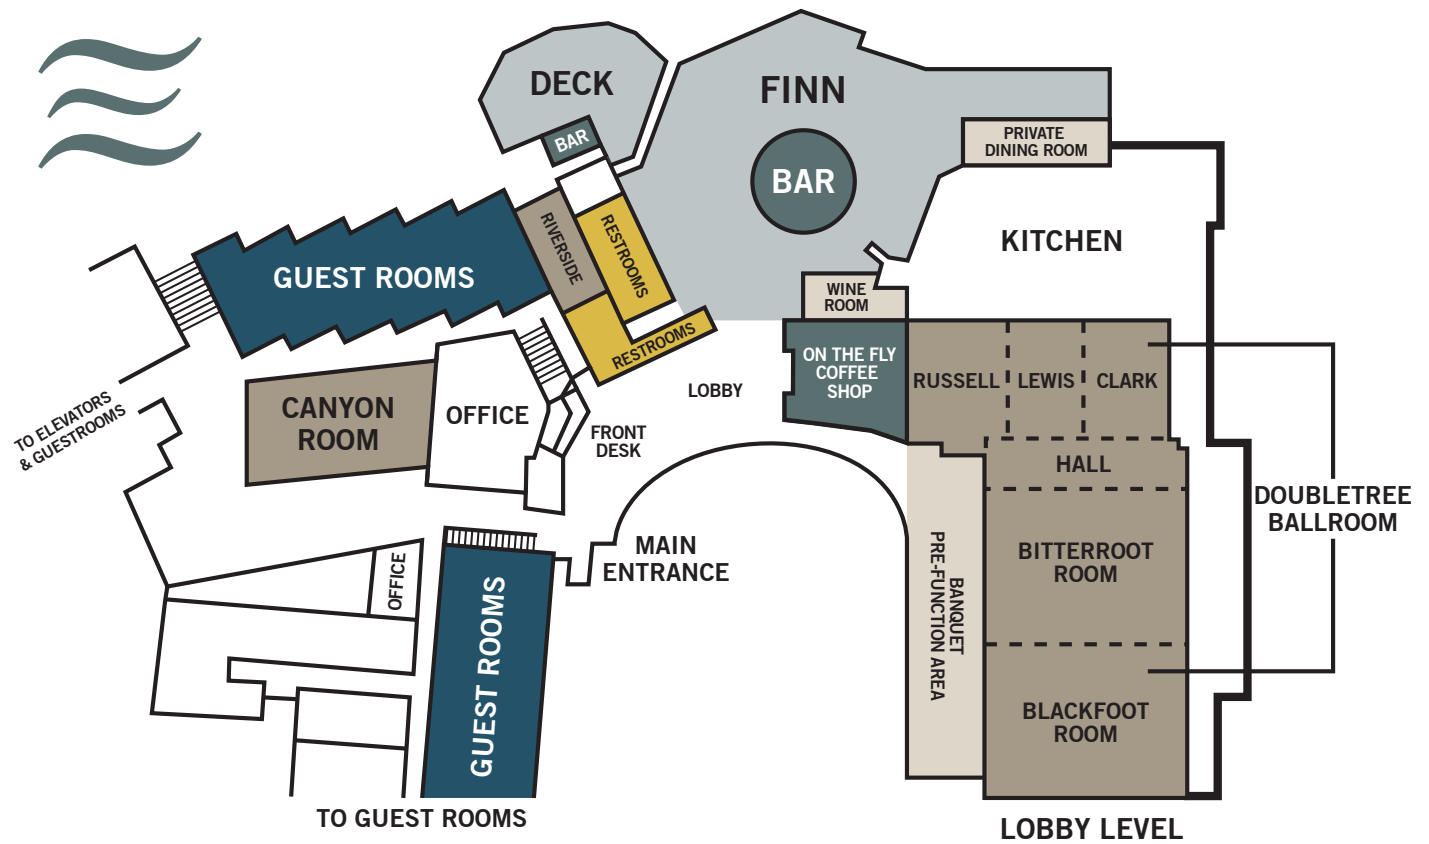 DECK
BAR
FINN
BAR
PRIVATE
DINING ROOM
KITCHEN
GUEST ROOMS
RIVERSIDE
RESTROOMS
RESTROOMS
WINE
ROOM
ON THE FLY
COFFEE
SHOP
RUSSELL
LEWIS
CLARK
LOBBY
CANYON
ROOM
OFFICE
FRONT
DESK
TO ELEVATORS
& GUESTROOMS
HALL
DOUBLETREE
BALLROOM
MAIN
ENTRANCE
BANQUET
PRE-FUNCTION AREA
BITTERROOT
ROOM
OFFICE
GUEST ROOMS
BLACKFOOT
ROOM
TO GUEST ROOMS
LOBBY LEVEL